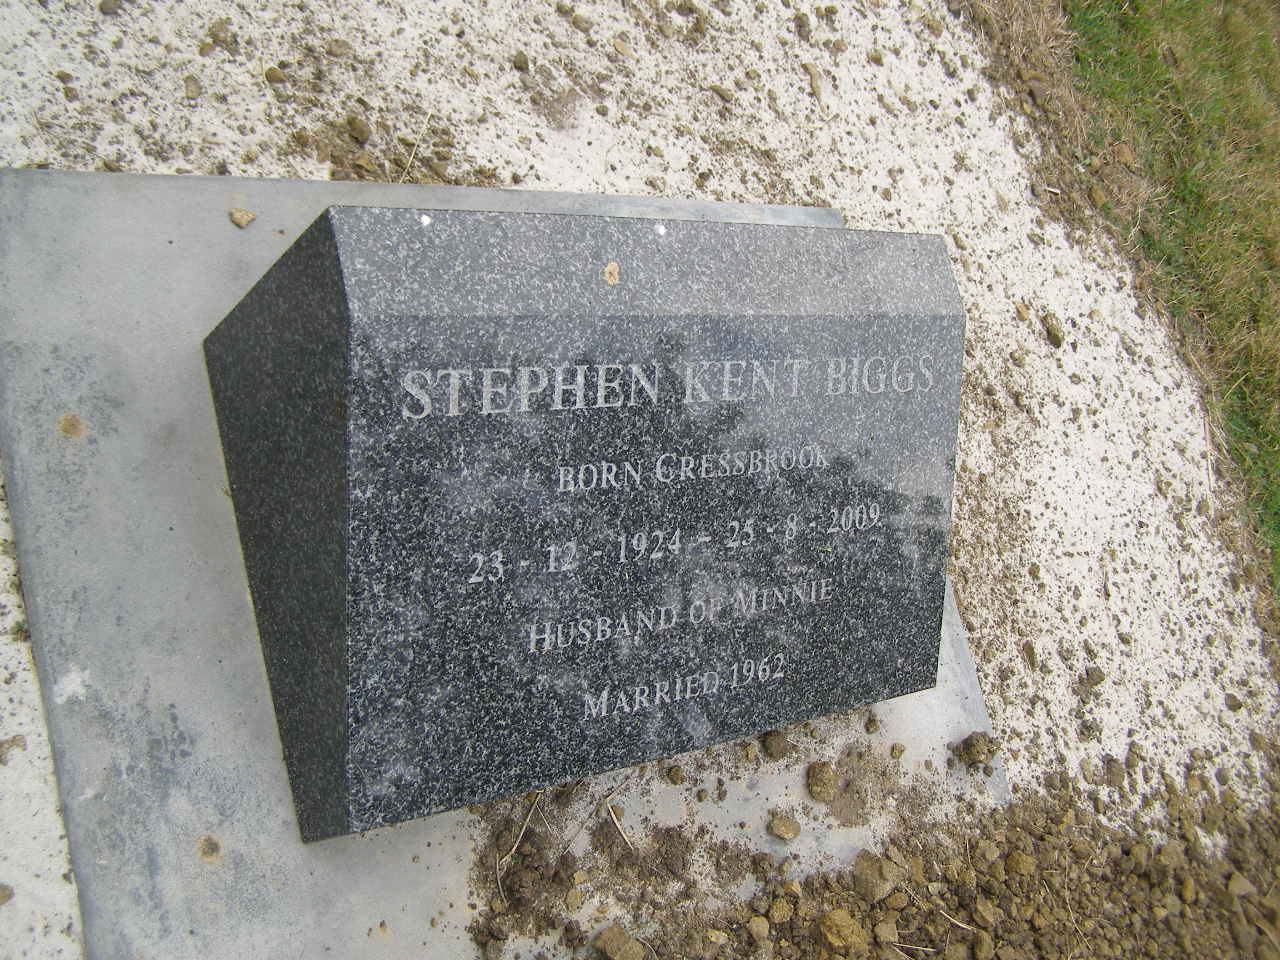 STEPHEN KENT BIGGS
BORN CRESSBROOK
23 - 12 - 1924 - 25 - 8 - 2009
HUSBAND OF MINNIE
MARRIED 1962